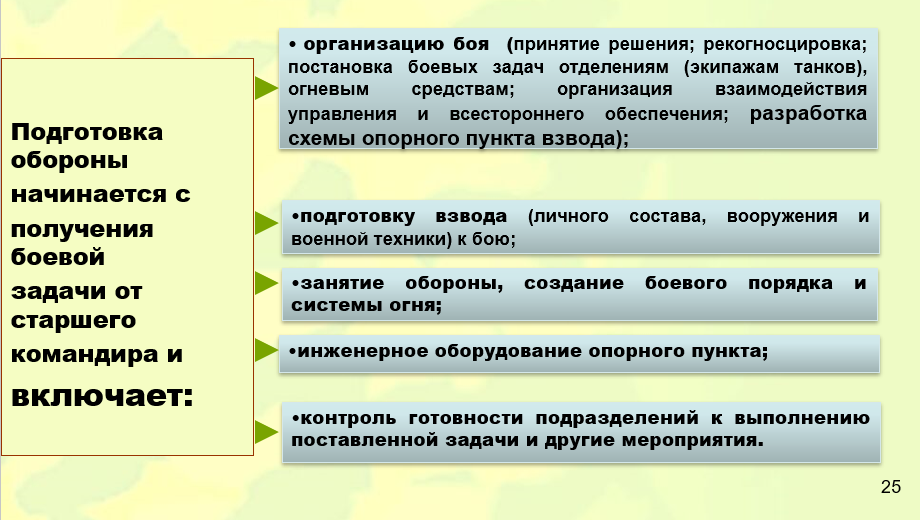 Подготовка
обороны
начинается с
получения
боевой
задачи от
старшего
командира и
включает:
• организацию боя (принятие решения; рекогносцировка;
постановка боевых задач отделениям (экипажам танков),
огневым средствам; организация взаимодействия
управления и всестороннего обеспечения; разработка
схемы опорного пункта взвода);
•подготовку взвода (личного состава, вооружения и
военной техники) к бою;
•занятие обороны, создание боевого порядка и
системы огня;
•инженерное оборудование опорного пункта;
•контроль готовности подразделений к выполнению
поставленной задачи и другие мероприятия.
25